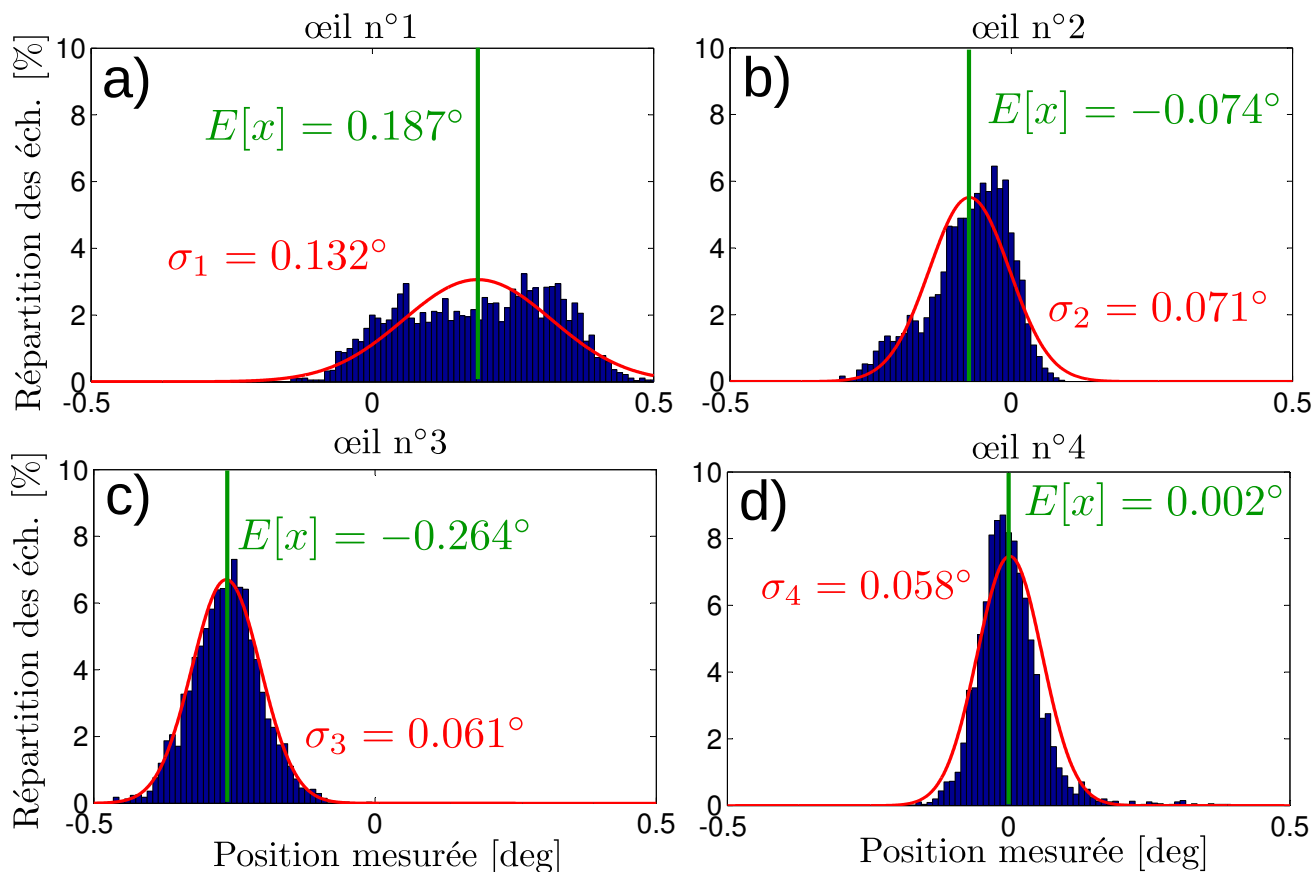 œil n°1
Répartition des éch. [%]
a)
E[x] = 0.187°
σ1 = 0.132°
10
8
6
4
2
0
-0.5
0
0.5
œil n°2
b)
E[x] = −0.074°
σ2 = 0.071°
10
8
6
4
2
0
-0.5
0
0.5
œil n°3
Répartition des éch. [%]
c)
E[x] = −0.264°
σ3 = 0.061°
10
8
6
4
2
0
-0.5
0
0.5
Position mesurée [deg]
œil n°4
d)
E[x] = 0.002°
σ4 = 0.058°
10
8
6
4
2
0
-0.5
0
0.5
Position mesurée [deg]